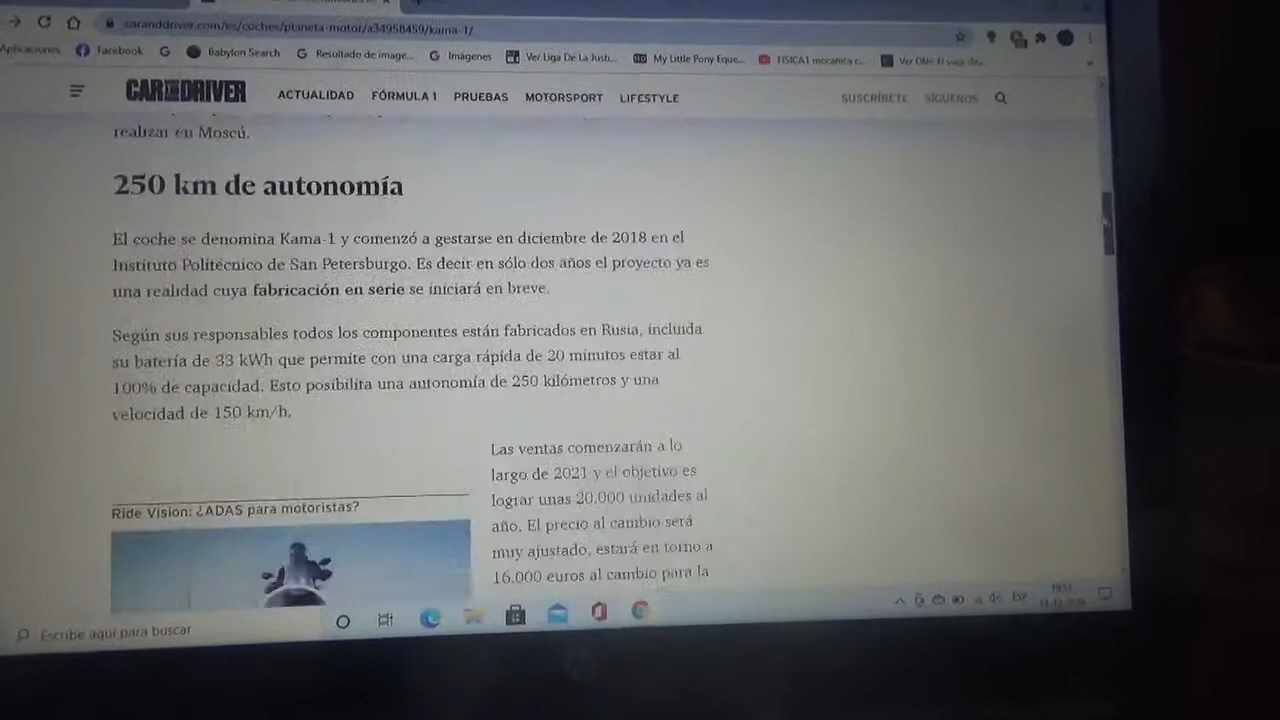 caranddriver.com/es/coches/planeta-motor/a34958459/kama-1/
Aplicaciones Facebook G Babylon Search G Resultado de image... G Imágenes Ver Liga De La Justi... My Little Pony Eque... FISICA1 mecanica c...
CAR AND DRIVER ACTUALIDAD FÓRMULA 1 PRUEBAS MOTORSPORT LIFESTYLE SUSCRÍBETE SÍGUENOS
realizar en Moscú.
250 km de autonomía
El coche se denomina Kama-1 y comenzó a gestarse en diciembre de 2018 en el
Instituto Politécnico de San Petersburgo. Es decir en sólo dos años el proyecto ya es
una realidad cuya fabricación en serie se iniciará en breve.
Según sus responsables todos los componentes están fabricados en Rusia, incluida
su batería de 33 kWh que permite con una carga rápida de 20 minutos estar al
100% de capacidad. Esto posibilita una autonomía de 250 kilómetros y una
velocidad de 150 km/h.
Las ventas comenzarán a lo
largo de 2021 y el objetivo es
lograr unas 20.000 unidades al
año. El precio al cambio será
muy ajustado, estará en torno a
16.000 euros al cambio para la
Ride Vision: ¿ADAS para motoristas?
Escribe aquí para buscar
ESP